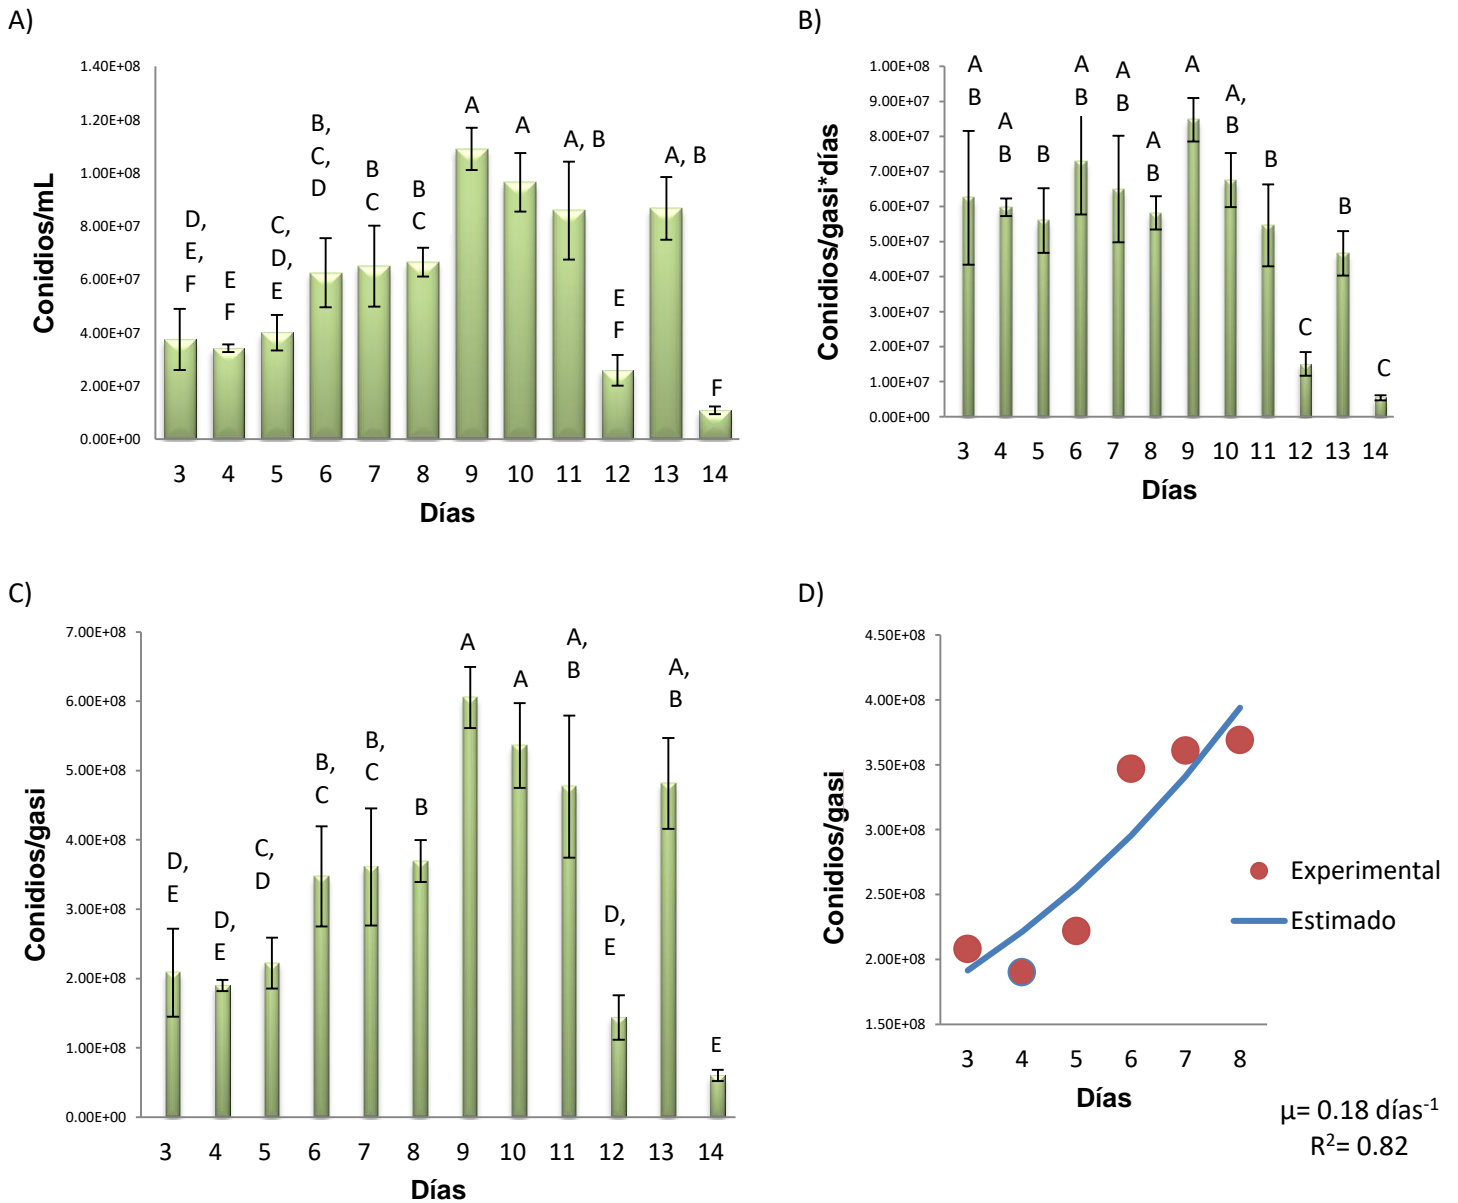 A)
1.40E+08
1.20E+08
1.00E+08
8.00E+07
6.00E+07
4.00E+07
2.00E+07
0.00E+00
Conidios/mL
D,
E,
F
E
F
C,
D,
E
B,
C,
D
B
C
B
C
A
A
A, B
E
F
A, B
F
3 4 5 6 7 8 9 10 11 12 13 14
Días
B)
1.00E+08
9.00E+07
8.00E+07
7.00E+07
6.00E+07
5.00E+07
4.00E+07
3.00E+07
2.00E+07
1.00E+07
0.00E+00
Conidios/gasi*días
A
B
A
B
B
A
B
A
B
A
B
A
A,
B
B
C
B
C
3 4 5 6 7 8 9 10 11 12 13 14
Días
C)
7.00E+08
6.00E+08
5.00E+08
4.00E+08
3.00E+08
2.00E+08
1.00E+08
0.00E+00
Conidios/gasi
D,
E
D,
E
C,
D
B,
C
B,
C
B
A
A
A,
B
D,
E
A,
B
E
3 4 5 6 7 8 9 10 11 12 13 14
Días
D)
4.50E+08
4.00E+08
3.50E+08
3.00E+08
2.50E+08
2.00E+08
1.50E+08
Conidios/gasi
3 4 5 6 7 8
Días
Experimental
Estimado
µ= 0.18 días⁻¹
R²= 0.82